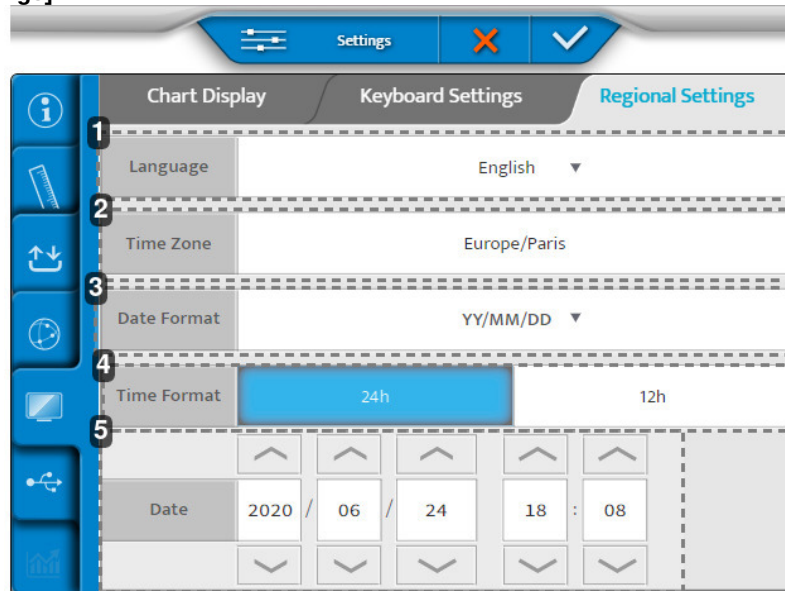 Settings
Chart Display Keyboard Settings Regional Settings
1
Language English ▼
2
Time Zone Europe/Paris
3
Date Format YY/MM/DD ▼
4
Time Format 24h 12h
5
Date 2020 / 06 / 24 18 : 08